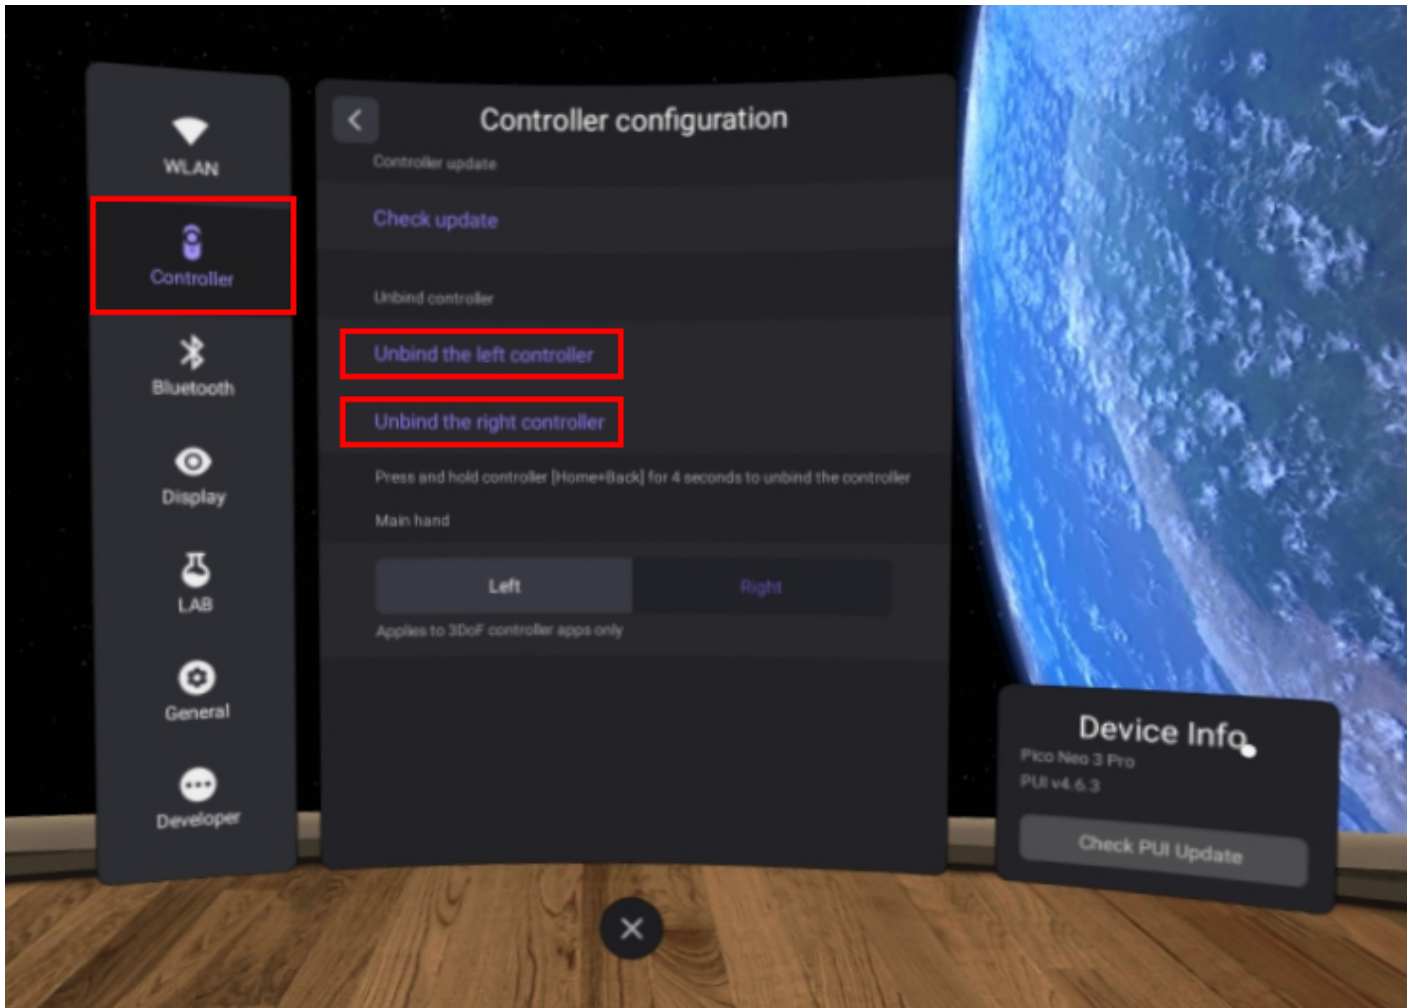 WLAN
Controller
Bluetooth
Display
LAB
General
Developer
Controller configuration
Controller update
Check update
Unbind controller
Unbind the left controller
Unbind the right controller
Press and hold controller [Home+Back] for 4 seconds to unbind the controller
Main hand
Left
Right
Applies to 3DoF controller apps only
Device Info
Pico Neo 3 Pro
PUI v4.6.3
Check PUI Update